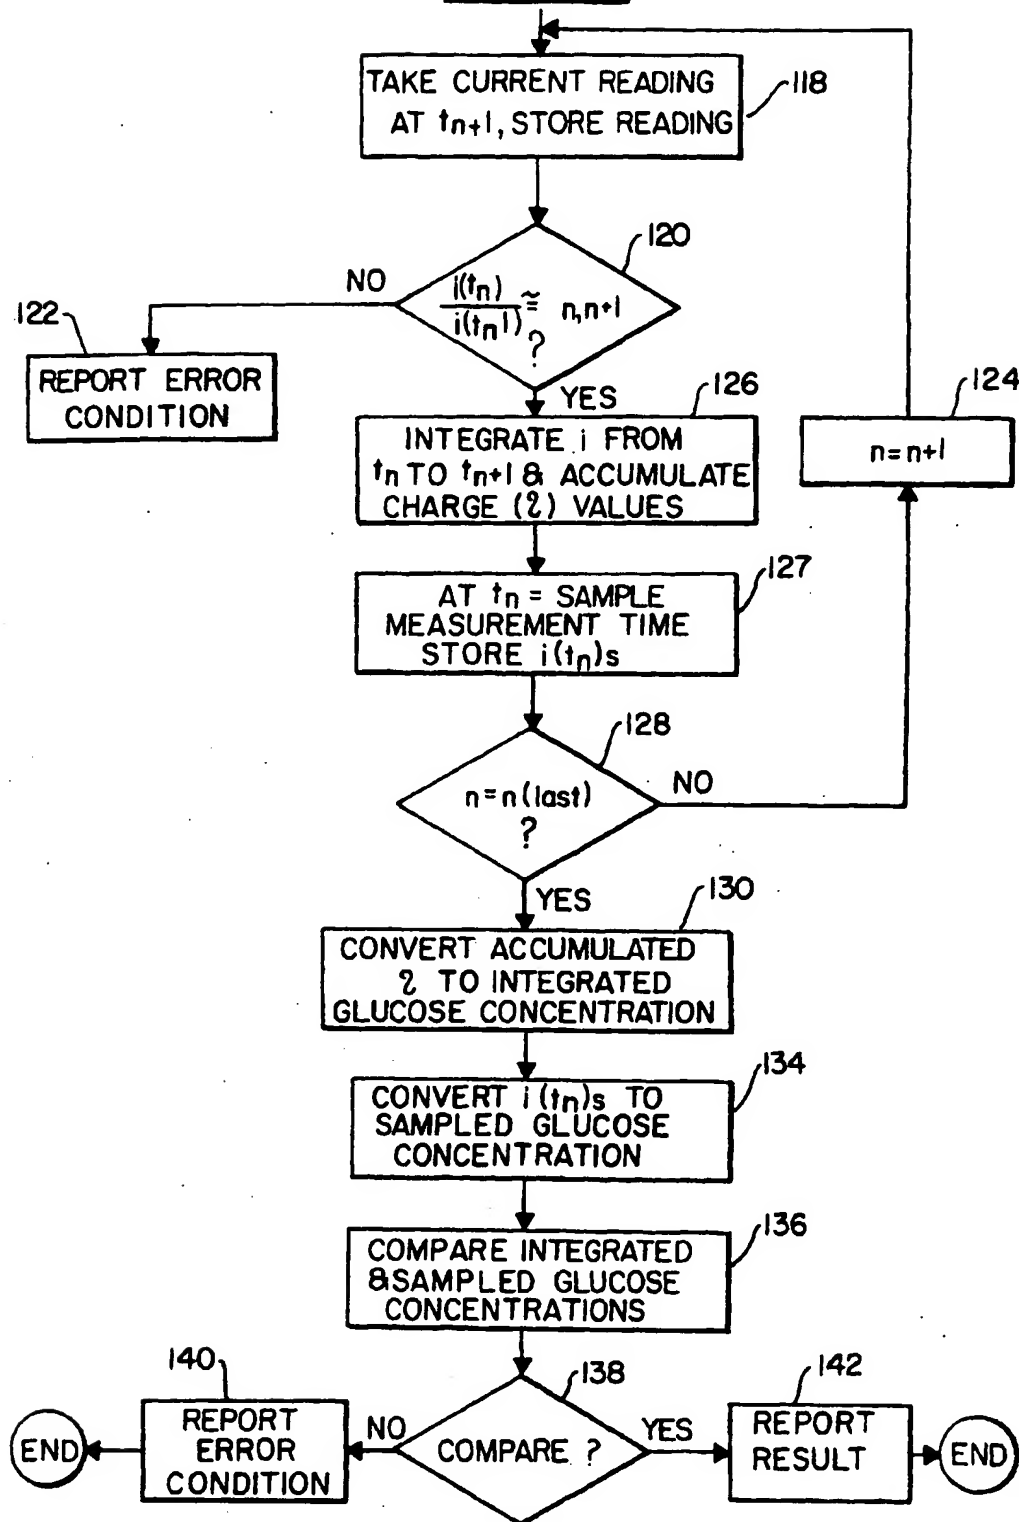 TAKE CURRENT READING
AT tn+1, STORE READING
118
120
NO
i(tn)
i(tn1)
≅ n, n+1
?
122
REPORT ERROR
CONDITION
YES
126
124
n=n+1
INTEGRATE i FROM
tn TO tn+1 & ACCUMULATE
CHARGE (q) VALUES
127
AT tn = SAMPLE
MEASUREMENT TIME
STORE i(tn)s
128
n=n(last)
?
NO
YES
130
CONVERT ACCUMULATED
q TO INTEGRATED
GLUCOSE CONCENTRATION
134
CONVERT i(tn)s TO
SAMPLED GLUCOSE
CONCENTRATION
136
COMPARE INTEGRATED
&SAMPLED GLUCOSE
CONCENTRATIONS
140
138
142
END
REPORT
ERROR
CONDITION
NO
COMPARE ?
YES
REPORT
RESULT
END